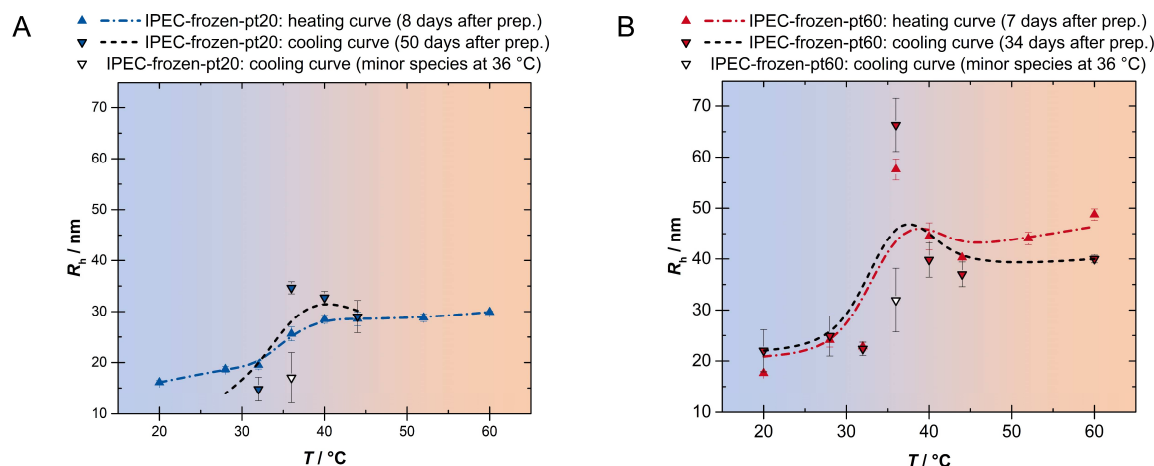 A
IPEC-frozen-pt20: heating curve (8 days after prep.)
IPEC-frozen-pt20: cooling curve (50 days after prep.)
IPEC-frozen-pt20: cooling curve (minor species at 36 °C)
70
60
50
40
30
20
10
Rh / nm
20 30 40 50 60
T / °C
B
IPEC-frozen-pt60: heating curve (7 days after prep.)
IPEC-frozen-pt60: cooling curve (34 days after prep.)
IPEC-frozen-pt60: cooling curve (minor species at 36 °C)
70
60
50
40
30
20
10
Rh / nm
20 30 40 50 60
T / °C